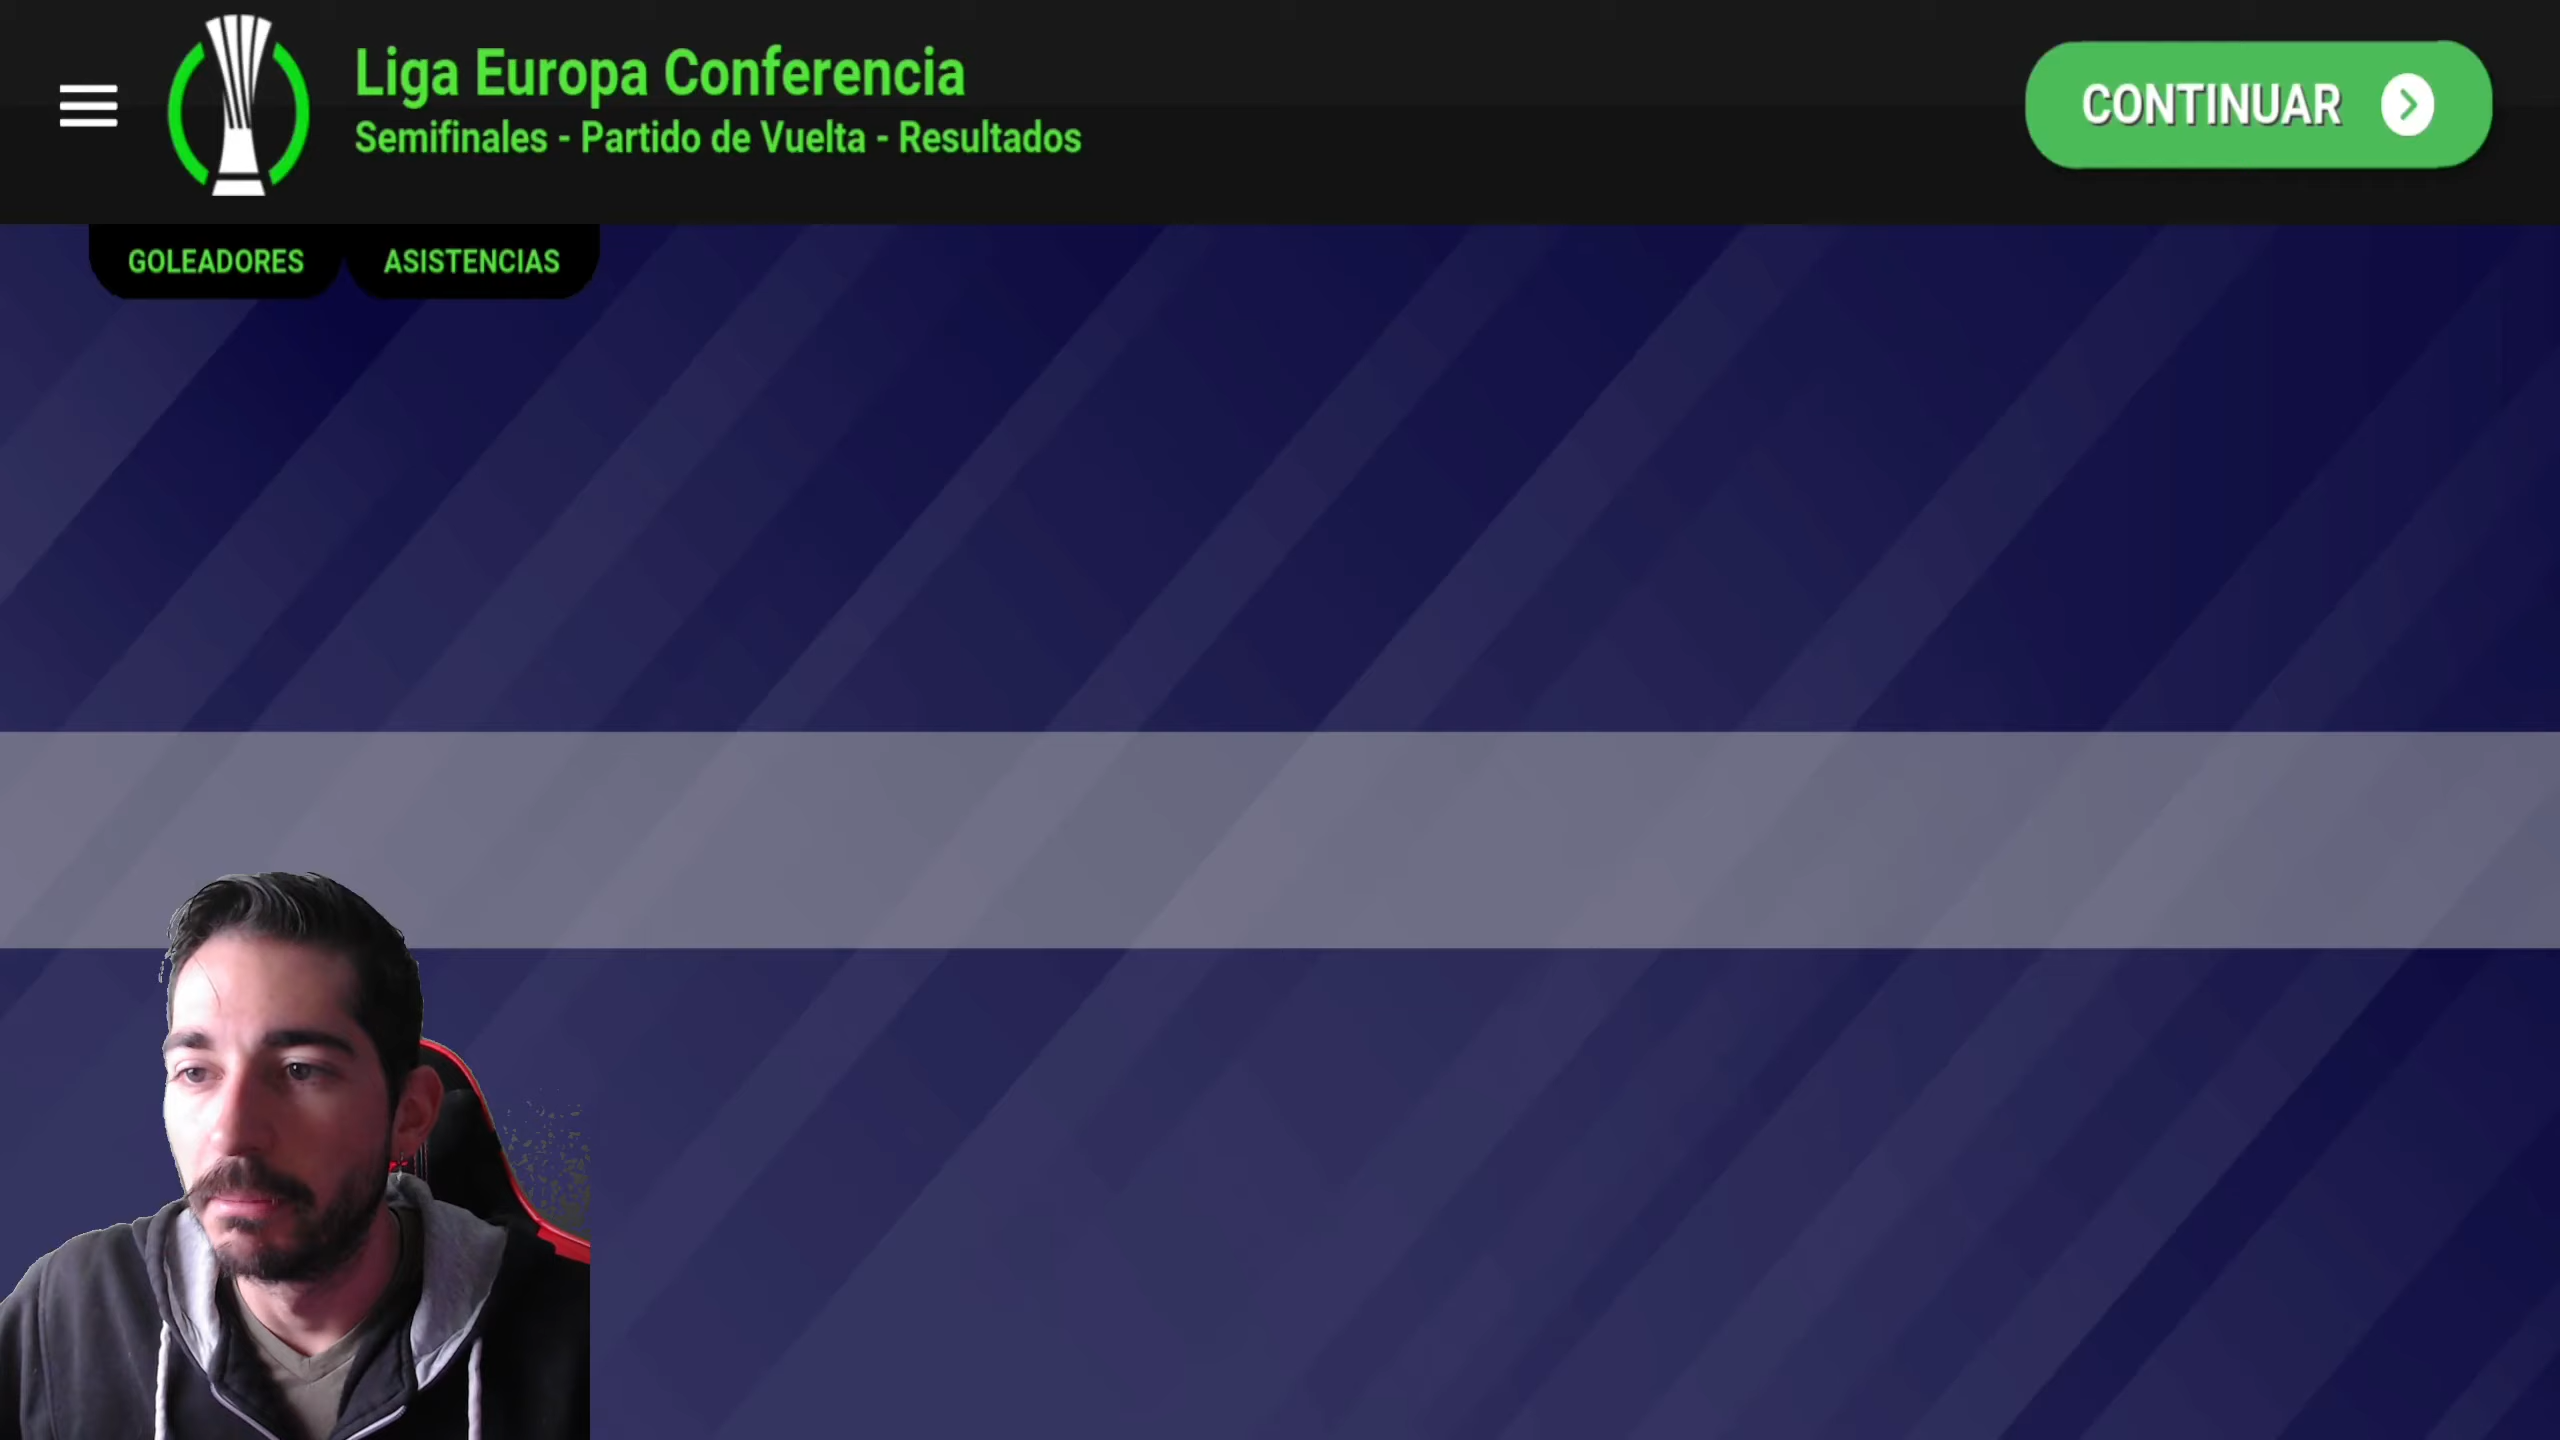 Liga Europa Conferencia
Semifinales - Partido de Vuelta - Resultados
CONTINUAR
GOLEADORES
ASISTENCIAS